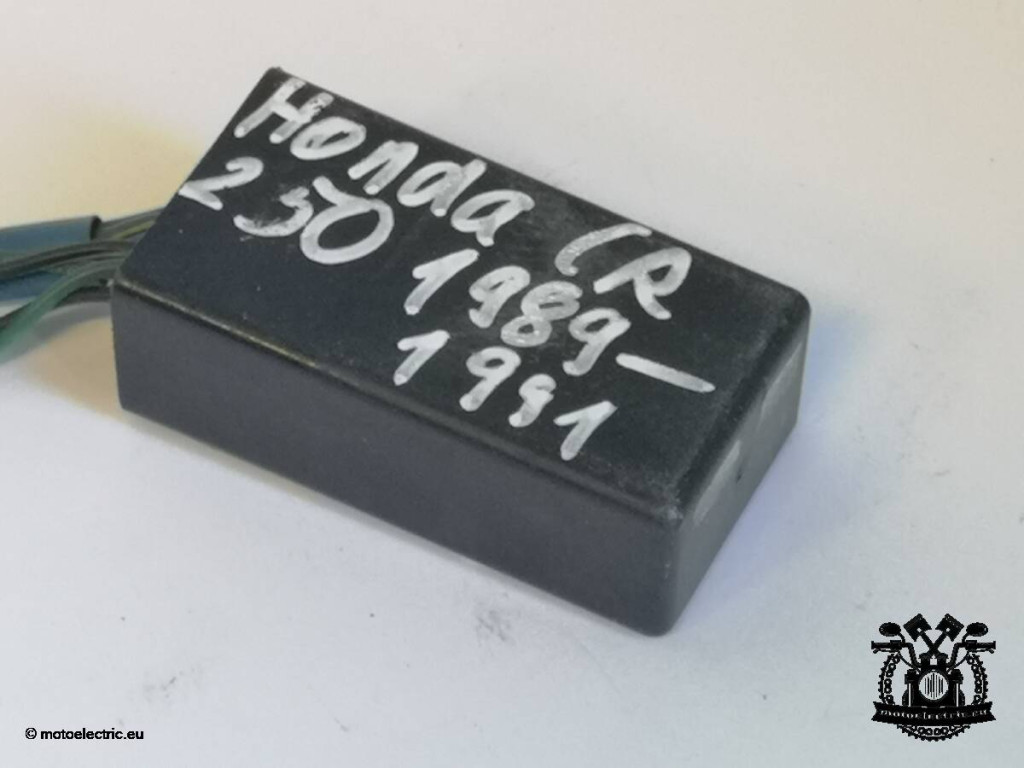 Honda CR
250 1989-
1991
© motoelectric.eu